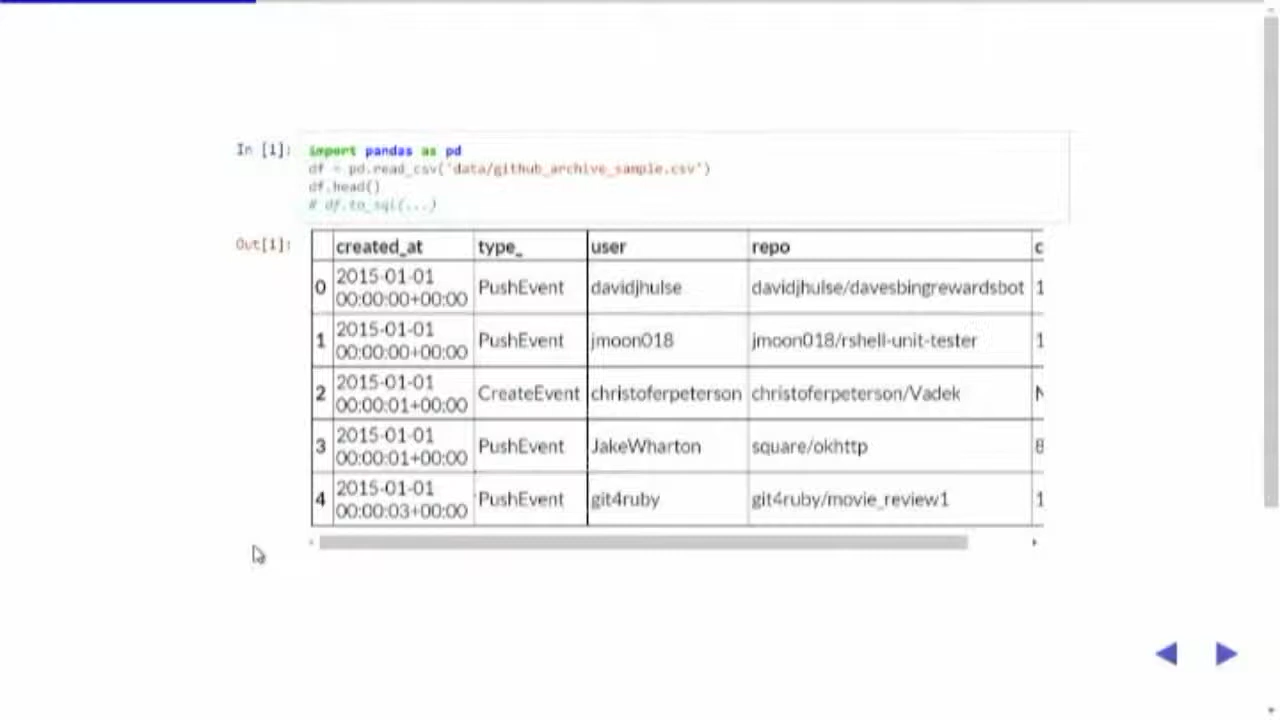 In [1]: import pandas as pd
df = pd.read_csv('data/github_archive_sample.csv')
df.head()
# df.to_sql(...)
Out[1]:
created_at type_ user repo c
0 2015-01-01 00:00:00+00:00 PushEvent davidjhulse davidjhulse/davesbingrewardsbot 1
1 2015-01-01 00:00:00+00:00 PushEvent jmoon018 jmoon018/rshell-unit-tester 1
2 2015-01-01 00:00:01+00:00 CreateEvent christoferpeterson christoferpeterson/Vadek N
3 2015-01-01 00:00:01+00:00 PushEvent JakeWharton square/okhttp 8
4 2015-01-01 00:00:03+00:00 PushEvent git4ruby git4ruby/movie_review1 1